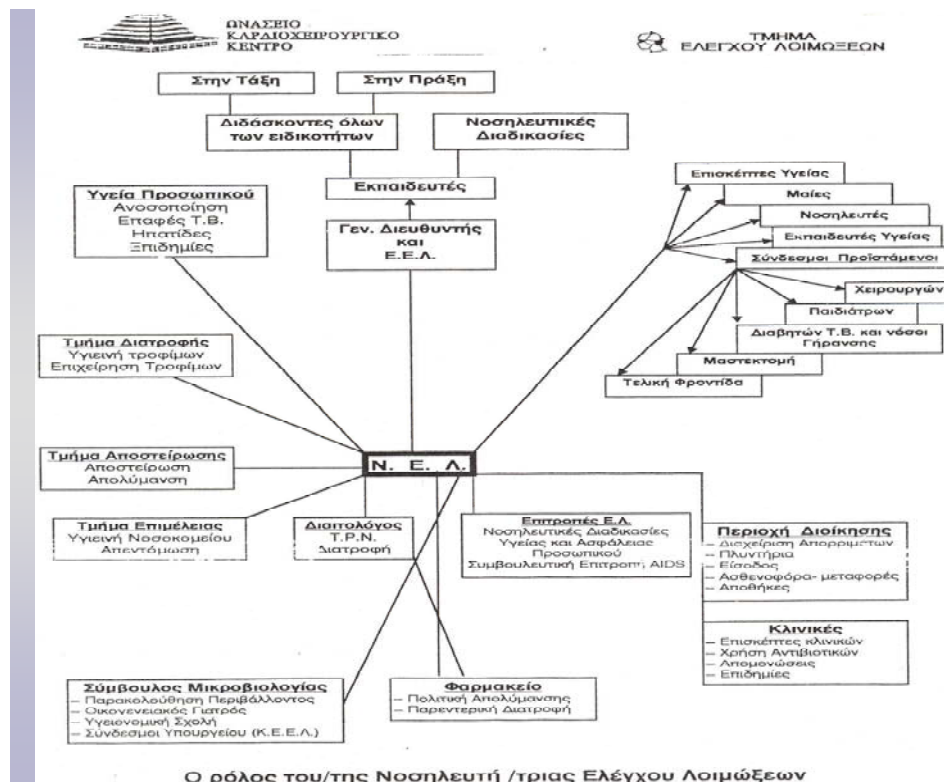 ΩΝΑΣΕΙΟ
ΚΑΡΔΙΟΧΕΙΡΟΥΡΓΙΚΟ
ΚΕΝΤΡΟ
ΤΜΗΜΑ
ΕΛΕΓΧΟΥ ΛΟΙΜΩΞΕΩΝ
Στην Τάξη
Στην Πράξη
Διδάσκοντες όλων
των ειδικοτήτων
Νοσηλευτικές
Διαδικασίες
Εκπαιδευτές
Γεν. Διευθυντής
και
Ε.Ε.Λ.
Υγεία Προσωπικού
Ανοσοποίηση
Επαφές Τ.Β.
Ηπατίδες
Ξπιδημίες
Επισκέπτες Υγείας
Μαίες
Νοσηλευτές
Εκπαιδευτές Υγείας
Σύνδεσμοι Προϊστάμενοι
Χειρουργών
Παιδιάτρων
Διαβητών Τ.Β. και νόσοι
Γήρανσης
Μαστεκτομή
Τελική Φροντίδα
Τμήμα Διατροφής
Υγιεινή τροφίμων
Επιχείρηση Τροφίμων
Τμήμα Αποστείρωσης
Αποστείρωση
Απολύμανση
Ν. Ε. Λ.
Τμήμα Επιμέλειας
Υγιεινή Νοσοκομείου
Απεντόμωση
Διαιτολόγος
Τ.Ρ.Ν.
Διατροφή
Επιτροπές Ε.Λ.
Νοσηλευτικές Διαδικασίες
Υγείας και Ασφάλειας
Προσωπικού
Συμβουλευτική Επιτροπή AIDS
Περιοχή Διοίκησης
– Διαχείριση Απορριμάτων
– Πλυντήρια
– Είσοδος
– Ασθενοφόρα- μεταφορές
– Αποθήκες
Κλινικές
– Επισκέπτες κλινικών
– Χρήση Αντιβιοτικών
– Απομονώσεις
– Επιδημίες
Σύμβουλος Μικροβιολογίας
– Παρακολούθηση Περιβάλλοντος
– Οικογενειακός Γιατρός
– Υγειονομική Σχολή
– Σύνδεσμοι Υπουργείου (Κ.Ε.Ε.Λ.)
Φαρμακείο
– Πολιτική Απολύμανσης
– Παρεντερική Διατροφή
Ο ρόλος του/της Νοσηλευτή /τριας Ελέγχου Λοιμώξεων